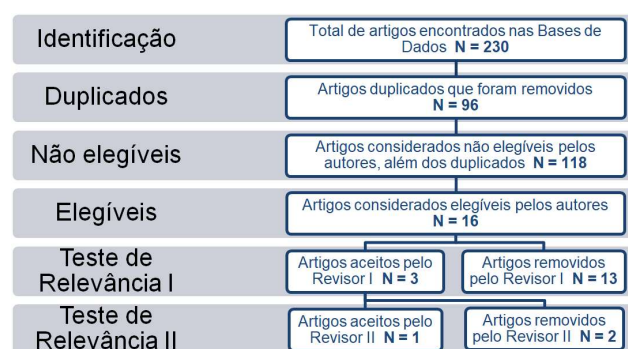 Identificação
Total de artigos encontrados nas Bases de
Dados N = 230
Duplicados
Artigos duplicados que foram removidos
N = 96
Não elegíveis
Artigos considerados não elegíveis pelos
autores, além dos duplicados N = 118
Elegíveis
Artigos considerados elegíveis pelos autores
N = 16
Teste de
Relevância I
Artigos aceitos pelo
Revisor I N = 3
Artigos removidos
pelo Revisor I N = 13
Teste de
Relevância II
Artigos aceitos pelo
Revisor II N = 1
Artigos removidos
pelo Revisor II N = 2